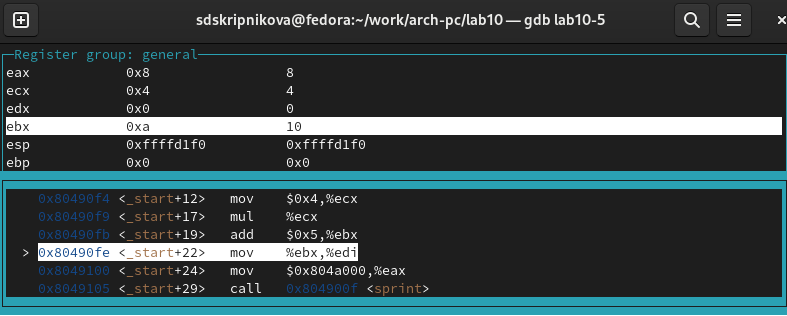 sdskripnikova@fedora:~/work/arch-pc/lab10 — gdb lab10-5
Register group: general
eax 0x8 8
ecx 0x4 4
edx 0x0 0
ebx 0xa 10
esp 0xffffd1f0 0xffffd1f0
ebp 0x0 0x0
0x80490f4 <_start+12> mov $0x4,%ecx
0x80490f9 <_start+17> mul %ecx
0x80490fb <_start+19> add $0x5,%ebx
> 0x80490fe <_start+22> mov %ebx,%edi
0x8049100 <_start+24> mov $0x804a000,%eax
0x8049105 <_start+29> call 0x804900f <sprint>